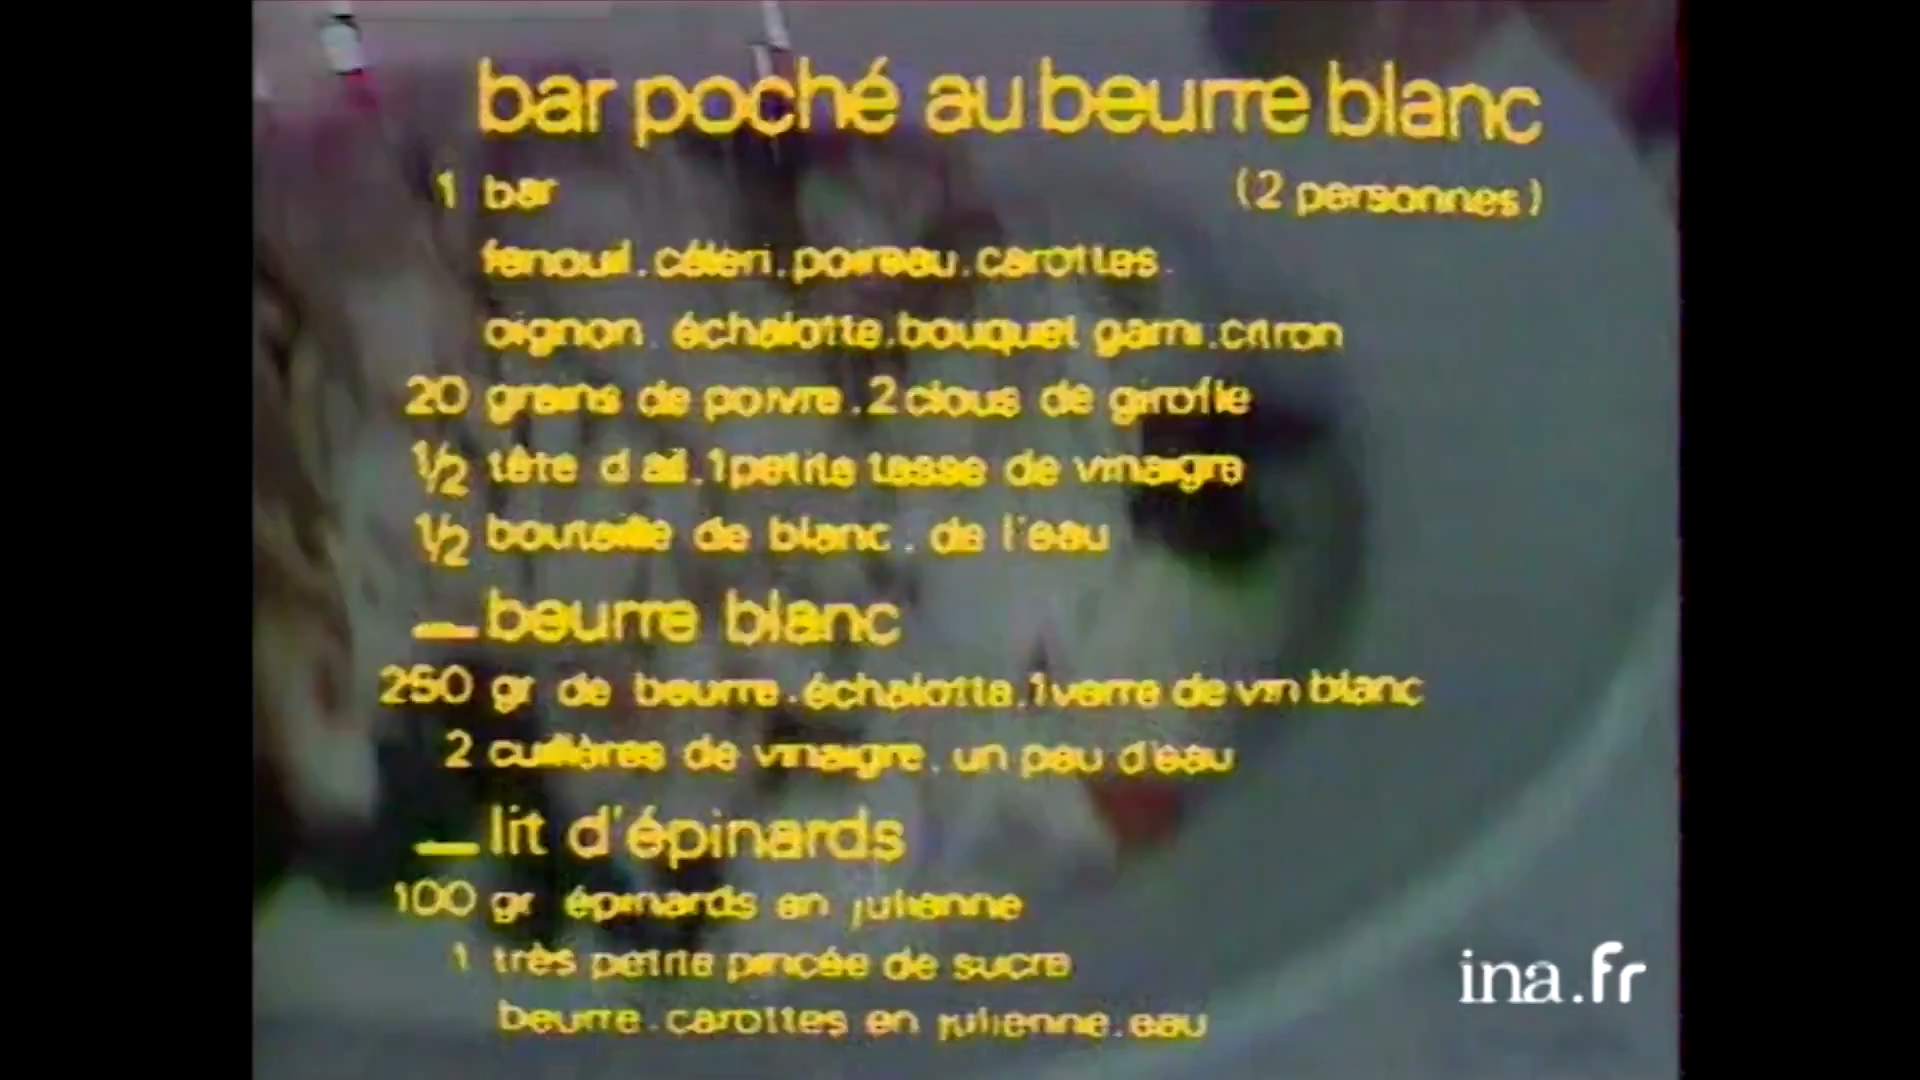 bar poché au beurre blanc
1 bar (2 personnes)
fenouil. céleri. poireau. carottes.
oignon. échalotte. bouquet garni. citron
20 grains de poivre. 2 clous de girofle
1/2 tête d ail. 1 petite tasse de vinaigre
1/2 bouteille de blanc. de l'eau
_ beurre blanc
250 gr de beurre. échalotte. 1 verre de vin blanc
2 cuillères de vinaigre. un peu d'eau
_ lit d'épinards
100 gr épinards en julienne
1 très petite pincée de sucre
beurre. carottes en julienne. eau
ina.fr